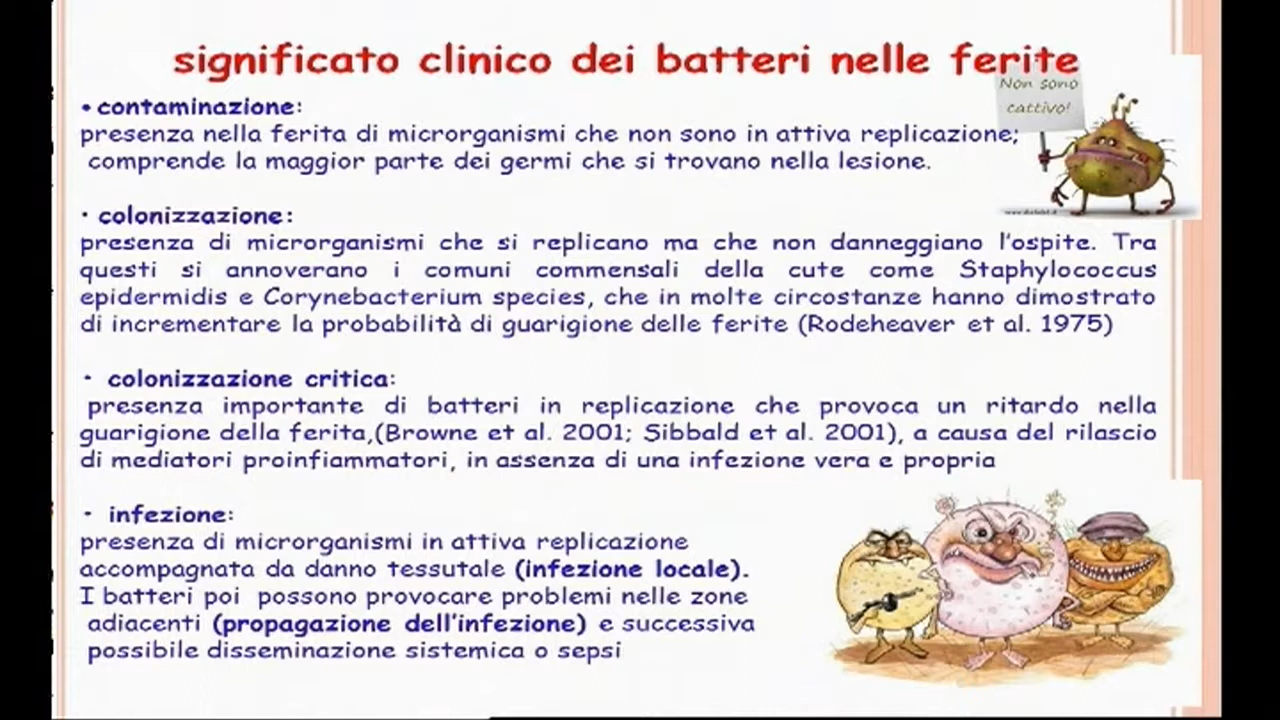 significato clinico dei batteri nelle ferite
Non sono
cattivo!
• contaminazione:
presenza nella ferita di microrganismi che non sono in attiva replicazione;
comprende la maggior parte dei germi che si trovano nella lesione.
• colonizzazione:
presenza di microrganismi che si replicano ma che non danneggiano l'ospite. Tra
questi si annoverano i comuni commensali della cute come Staphylococcus
epidermidis e Corynebacterium species, che in molte circostanze hanno dimostrato
di incrementare la probabilità di guarigione delle ferite (Rodeheaver et al. 1975)
• colonizzazione critica:
presenza importante di batteri in replicazione che provoca un ritardo nella
guarigione della ferita,(Browne et al. 2001; Sibbald et al. 2001), a causa del rilascio
di mediatori proinfiammatori, in assenza di una infezione vera e propria
• infezione:
presenza di microrganismi in attiva replicazione
accompagnata da danno tessutale (infezione locale).
I batteri poi possono provocare problemi nelle zone
adiacenti (propagazione dell'infezione) e successiva
possibile disseminazione sistemica o sepsi